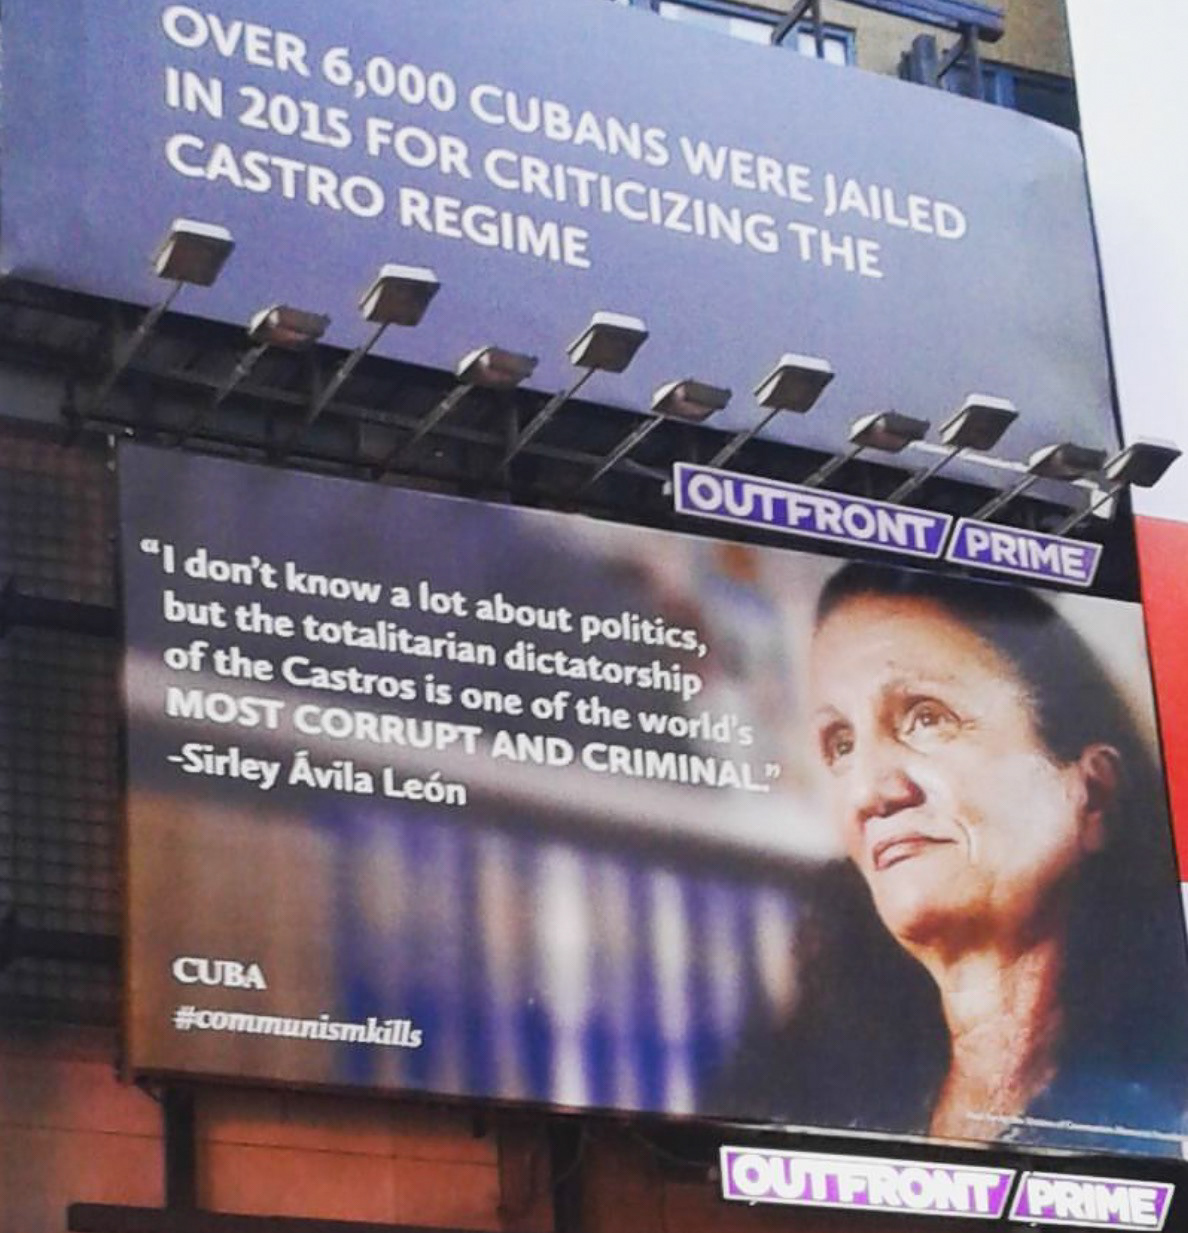 OVER 6,000 CUBANS WERE JAILED
IN 2015 FOR CRITICIZING THE
CASTRO REGIME
OUTFRONT/PRIME
“I don’t know a lot about politics,
but the totalitarian dictatorship
of the Castros is one of the world's
MOST CORRUPT AND CRIMINAL.”
-Sirley Ávila León
CUBA
#communismkills
OUTFRONT/PRIME